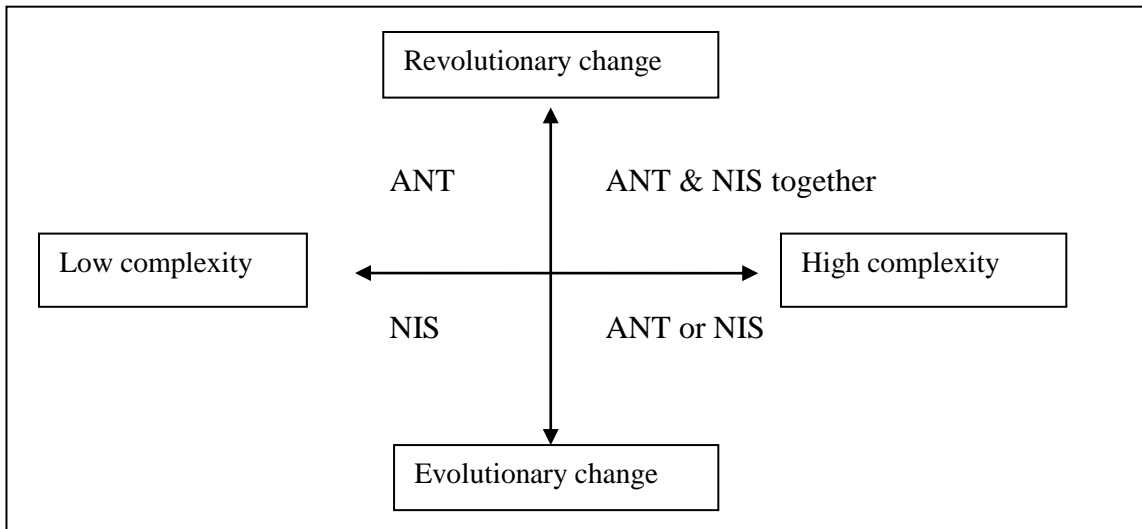 Revolutionary change
ANT
ANT & NIS together
Low complexity
High complexity
NIS
ANT or NIS
Evolutionary change